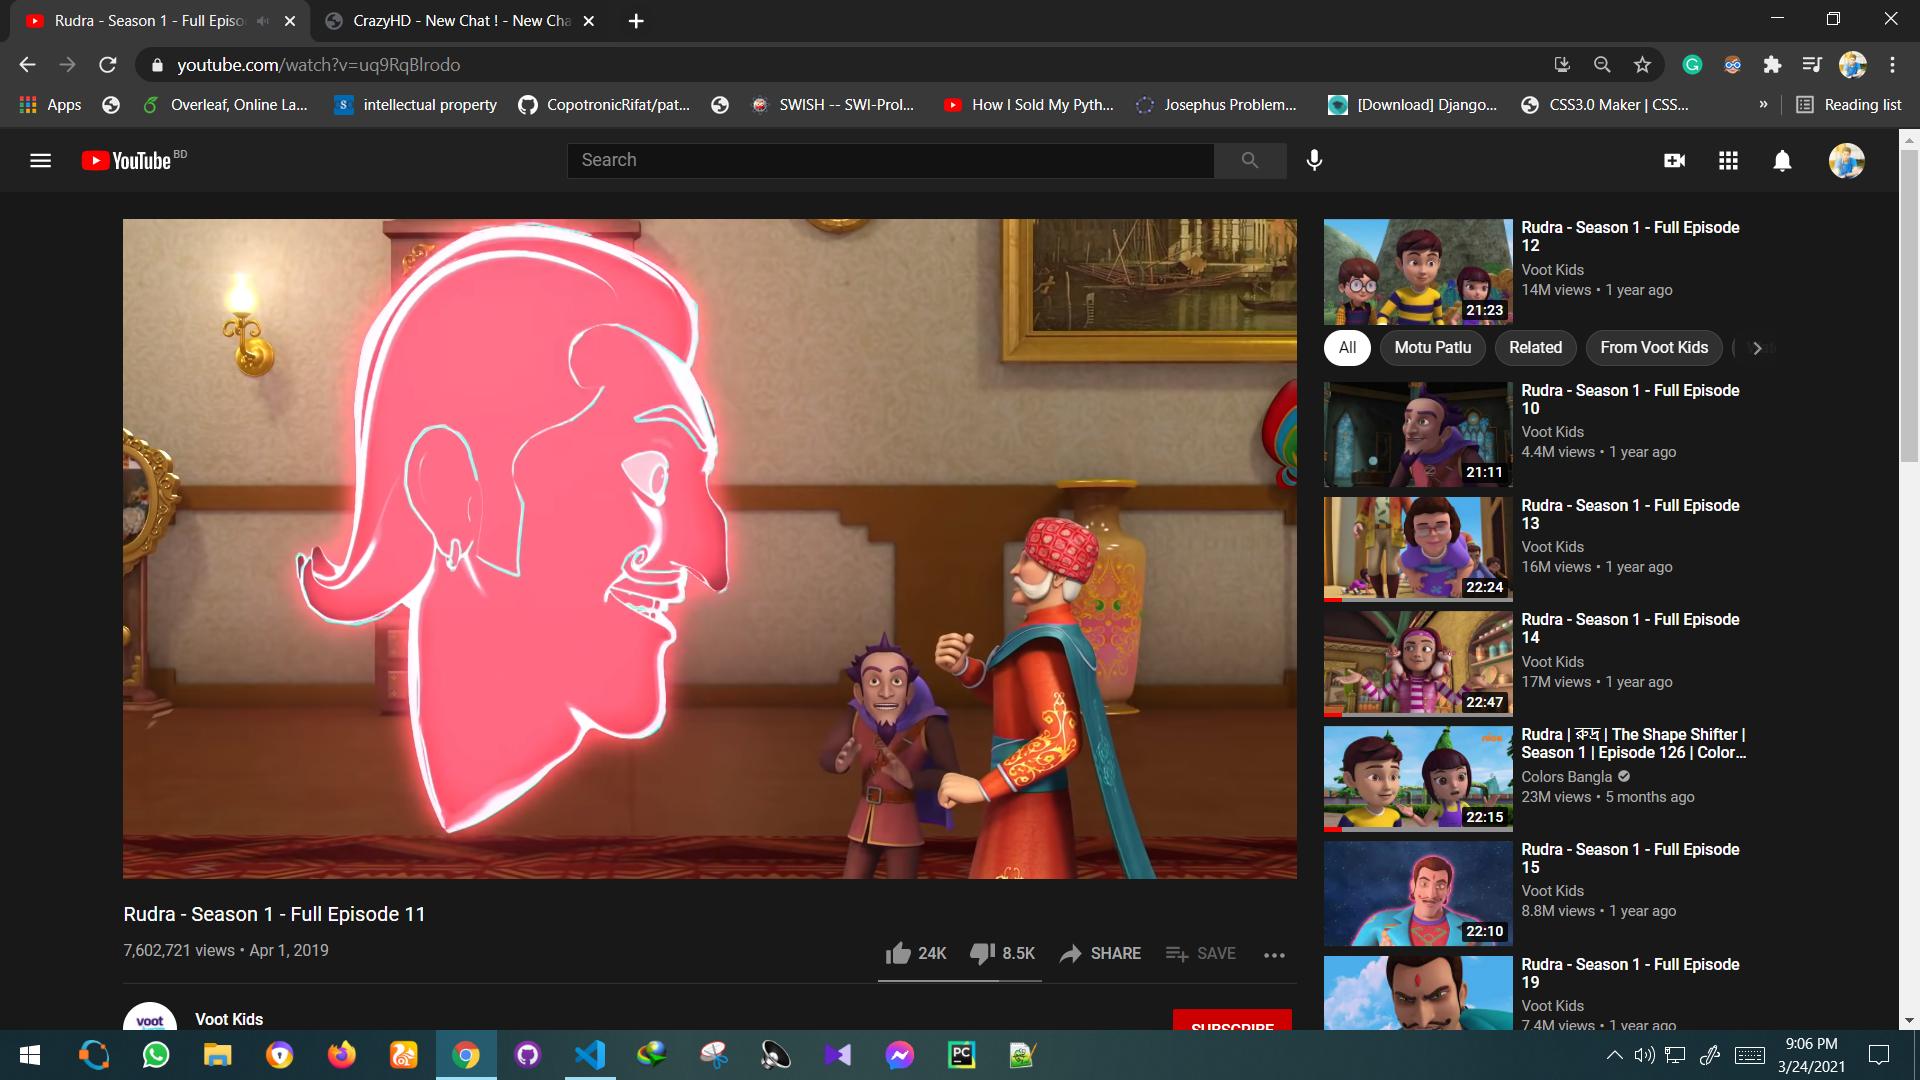 Rudra - Season 1 - Full Episo
CrazyHD - New Chat ! - New Cha
youtube.com/watch?v=uq9RqBlrodo
Apps
Overleaf, Online La...
intellectual property
CopotronicRifat/pat...
SWISH -- SWI-Prol...
How I Sold My Pyth...
Josephus Problem...
[Download] Django...
CSS3.0 Maker | CSS...
»
Reading list
YouTube BD
Search
Rudra - Season 1 - Full Episode
12
Voot Kids
14M views • 1 year ago
21:23
All
Motu Patlu
Related
From Voot Kids
Rudra - Season 1 - Full Episode
10
Voot Kids
4.4M views • 1 year ago
21:11
Rudra - Season 1 - Full Episode
13
Voot Kids
16M views • 1 year ago
22:24
Rudra - Season 1 - Full Episode
14
Voot Kids
17M views • 1 year ago
22:47
Rudra | রুদ্র | The Shape Shifter |
Season 1 | Episode 126 | Color...
Colors Bangla
23M views • 5 months ago
nick
22:15
Rudra - Season 1 - Full Episode
15
Voot Kids
8.8M views • 1 year ago
22:10
Rudra - Season 1 - Full Episode
19
Voot Kids
7.4M views • 1 year ago
Rudra - Season 1 - Full Episode 11
7,602,721 views • Apr 1, 2019
24K
8.5K
SHARE
SAVE
voot
Voot Kids
SUBSCRIBE
PC
9:06 PM
3/24/2021